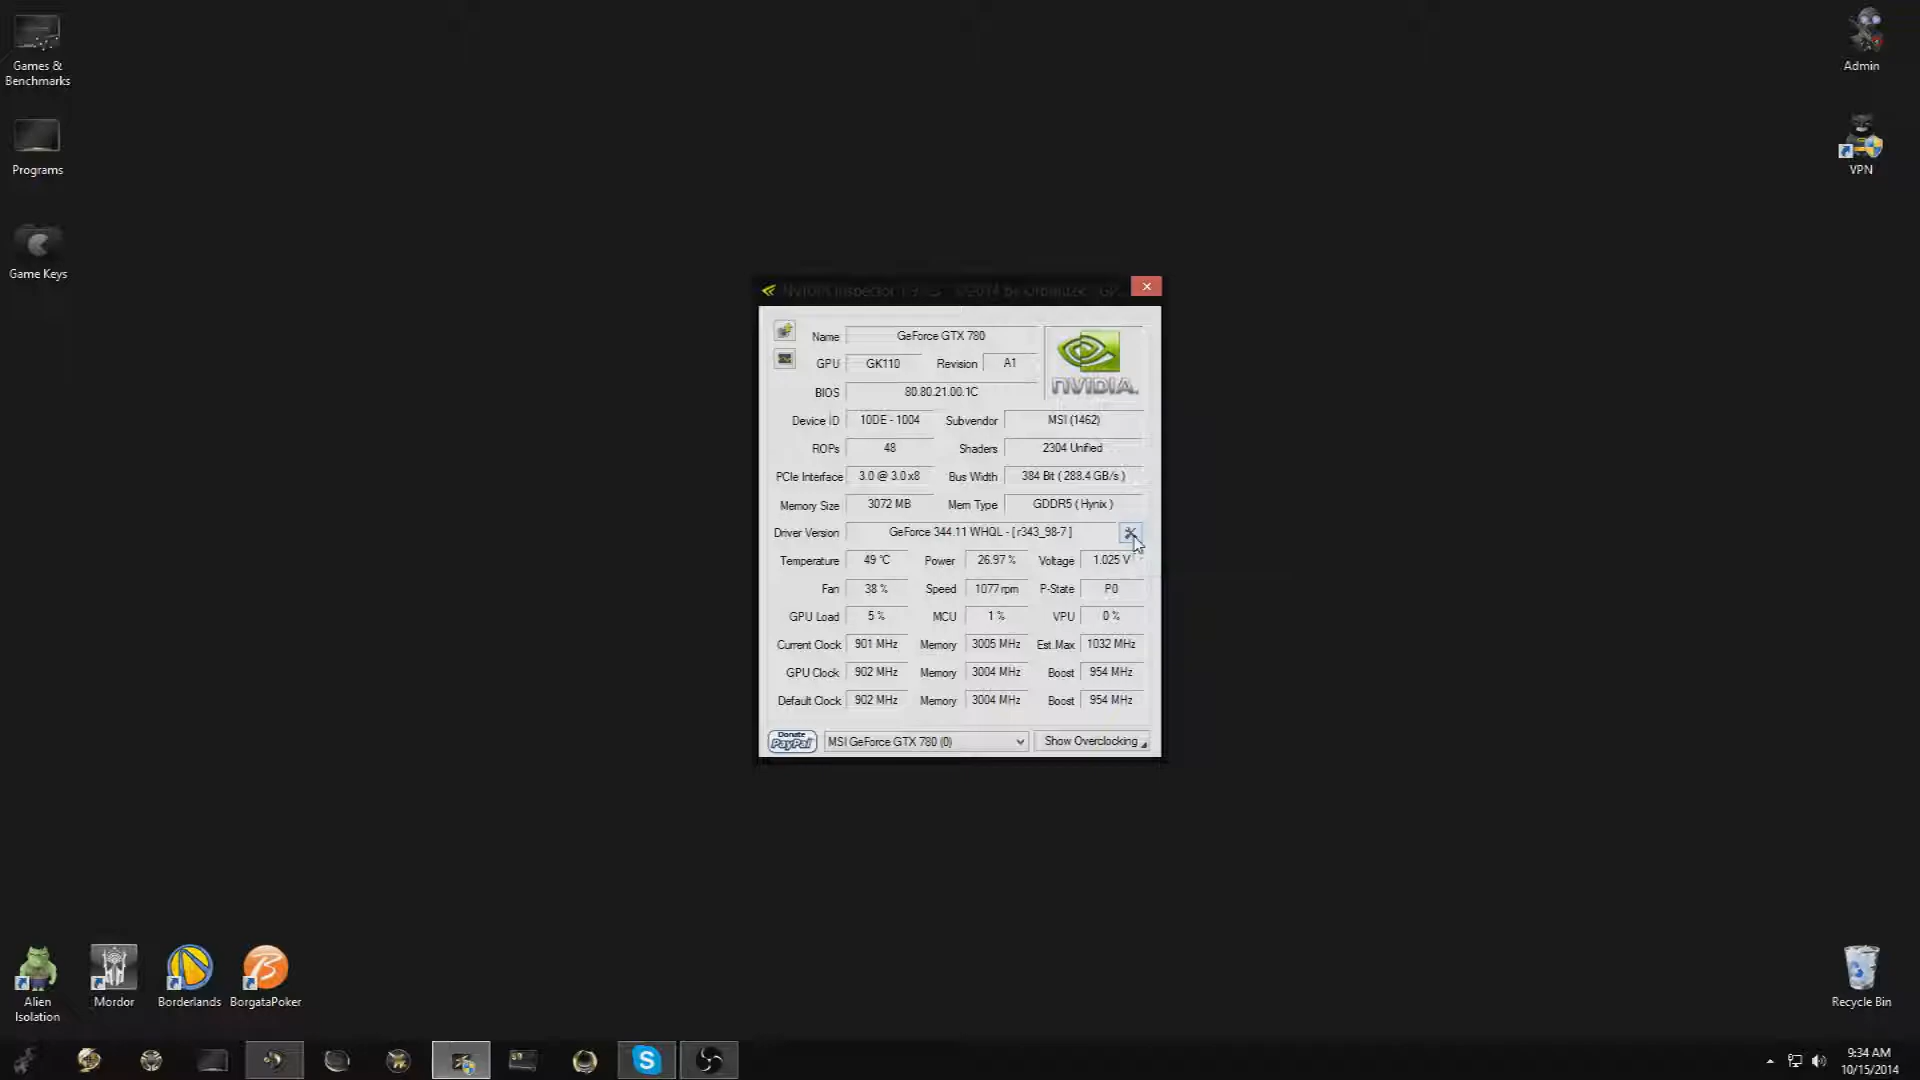 Games &
Benchmarks
Programs
Game Keys
Admin
VPN
Name GeForce GTX 780
GPU GK110 Revision A1
NVIDIA.
BIOS 80.80.21.00.1C
Device ID 10DE - 1004 Subvendor MSI (1462)
ROPs 48 Shaders 2304 Unified
PCIe Interface 3.0 @ 3.0 x8 Bus Width 384 Bit ( 288.4 GB/s )
Memory Size 3072 MB Mem Type GDDR5 ( Hynix )
Driver Version GeForce 344.11 WHQL - [ r343_98-7 ]
Temperature 49 °C Power 26.97 % Voltage 1.025 V
Fan 38 % Speed 1077 rpm P-State P0
GPU Load 5 % MCU 1 % VPU 0 %
Current Clock 901 MHz Memory 3005 MHz Est.Max 1032 MHz
GPU Clock 902 MHz Memory 3004 MHz Boost 954 MHz
Default Clock 902 MHz Memory 3004 MHz Boost 954 MHz
Donate
PayPal
MSI GeForce GTX 780 (0) Show Overclocking
Alien
Isolation
Mordor
Borderlands
BorgataPoker
Recycle Bin
9:34 AM
10/15/2014